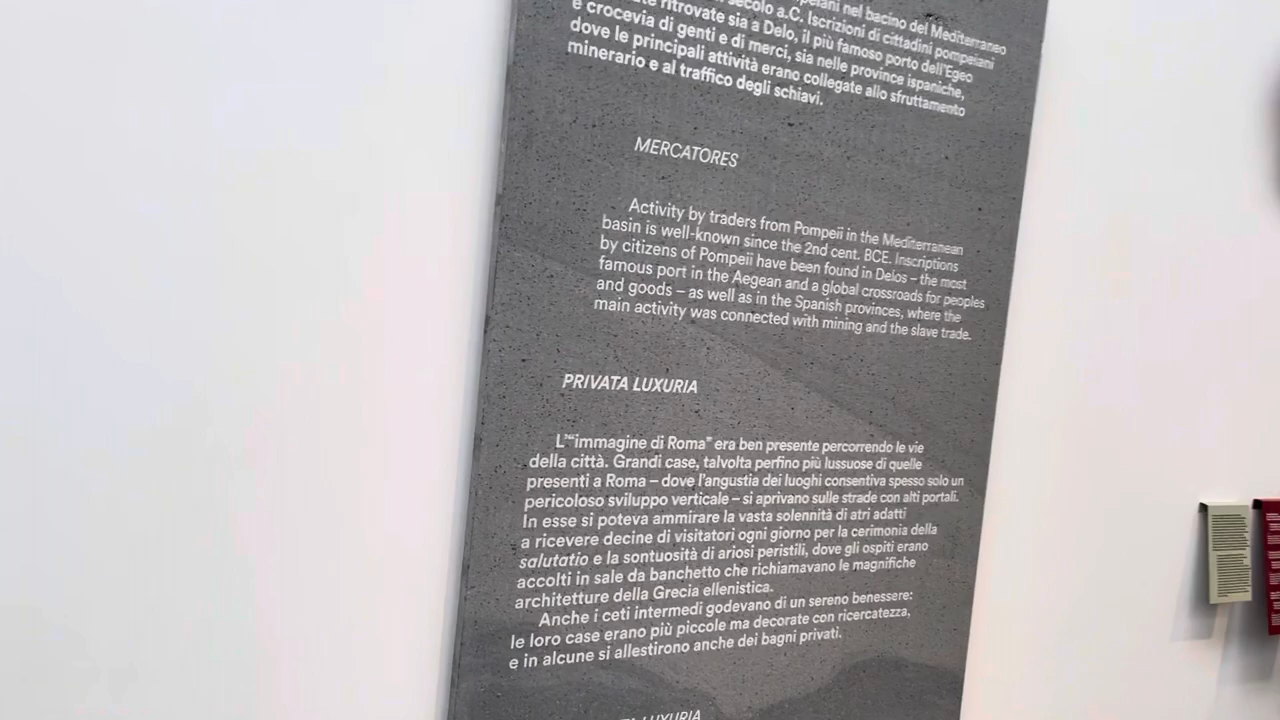 nel bacino del Mediterraneo
secolo a.C. Iscrizioni di cittadini pompeiani
ritrovate sia a Delo, il più famoso porto dell'Egeo
e crocevia di genti e di merci, sia nelle province ispaniche,
dove le principali attività erano collegate allo sfruttamento
minerario e al traffico degli schiavi.
MERCATORES
Activity by traders from Pompeii in the Mediterranean
basin is well-known since the 2nd cent. BCE. Inscriptions
by citizens of Pompeii have been found in Delos – the most
famous port in the Aegean and a global crossroads for peoples
and goods – as well as in the Spanish provinces, where the
main activity was connected with mining and the slave trade.
PRIVATA LUXURIA
L'“immagine di Roma” era ben presente percorrendo le vie
della città. Grandi case, talvolta perfino più lussuose di quelle
presenti a Roma – dove l'angustia dei luoghi consentiva spesso solo un
pericoloso sviluppo verticale – si aprivano sulle strade con alti portali.
In esse si poteva ammirare la vasta solennità di atri adatti
a ricevere decine di visitatori ogni giorno per la cerimonia della
salutatio e la sontuosità di ariosi peristili, dove gli ospiti erano
accolti in sale da banchetto che richiamavano le magnifiche
architetture della Grecia ellenistica.
Anche i ceti intermedi godevano di un sereno benessere:
le loro case erano più piccole ma decorate con ricercatezza,
e in alcune si allestirono anche dei bagni privati.
LUXURIA